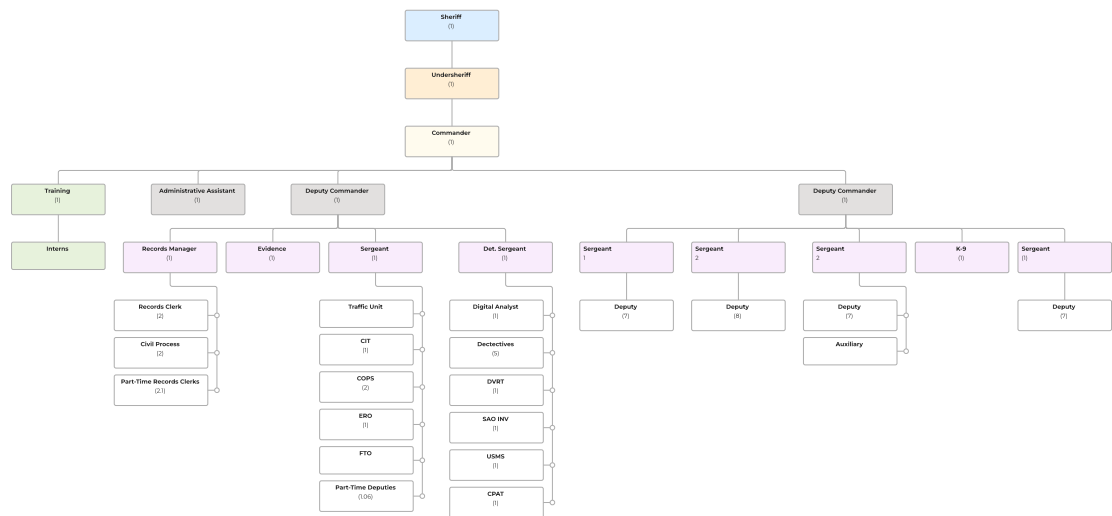 Sheriff
(1)
Undersheriff
(1)
Commander
(1)
Training
(1)
Administrative Assistant
(1)
Deputy Commander
(1)
Deputy Commander
(1)
Interns
Records Manager
(1)
Evidence
(1)
Sergeant
(1)
Det. Sergeant
(1)
Sergeant
1
Sergeant
2
Sergeant
2
K-9
(1)
Sergeant
(1)
Records Clerk
(2)
Civil Process
(2)
Part-Time Records Clerks
(2.1)
Traffic Unit
CIT
(1)
COPS
(2)
ERO
(1)
FTO
Part-Time Deputies
(1.06)
Digital Analyst
(1)
Dectectives
(5)
DVRT
(1)
SAO INV
(1)
USMS
(1)
CPAT
(1)
Deputy
(7)
Deputy
(8)
Deputy
(7)
Auxiliary
Deputy
(7)